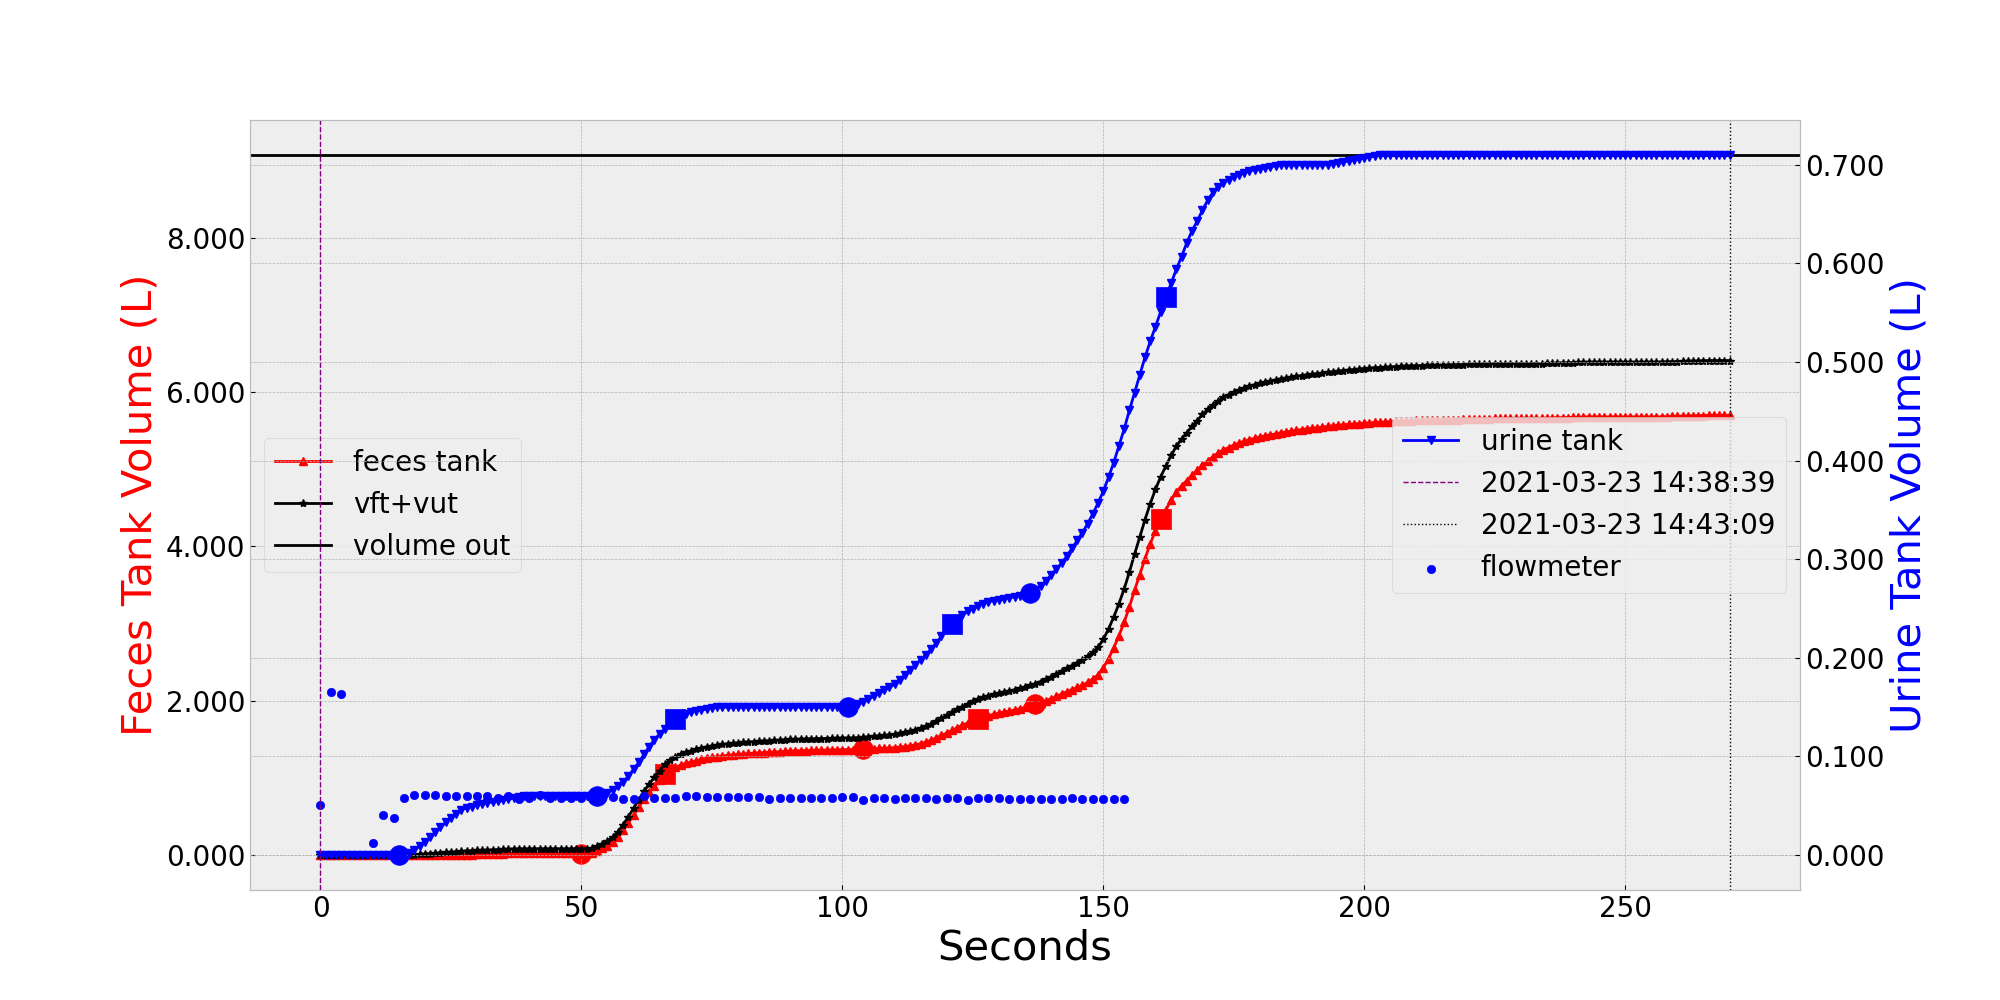 Feces Tank Volume (L)
8.000
6.000
4.000
2.000
0.000
feces tank
vft+vut
volume out
urine tank
2021-03-23 14:38:39
2021-03-23 14:43:09
flowmeter
0.700
0.600
0.500
0.400
0.300
0.200
0.100
0.000
Urine Tank Volume (L)
0 50 100 150 200 250
Seconds